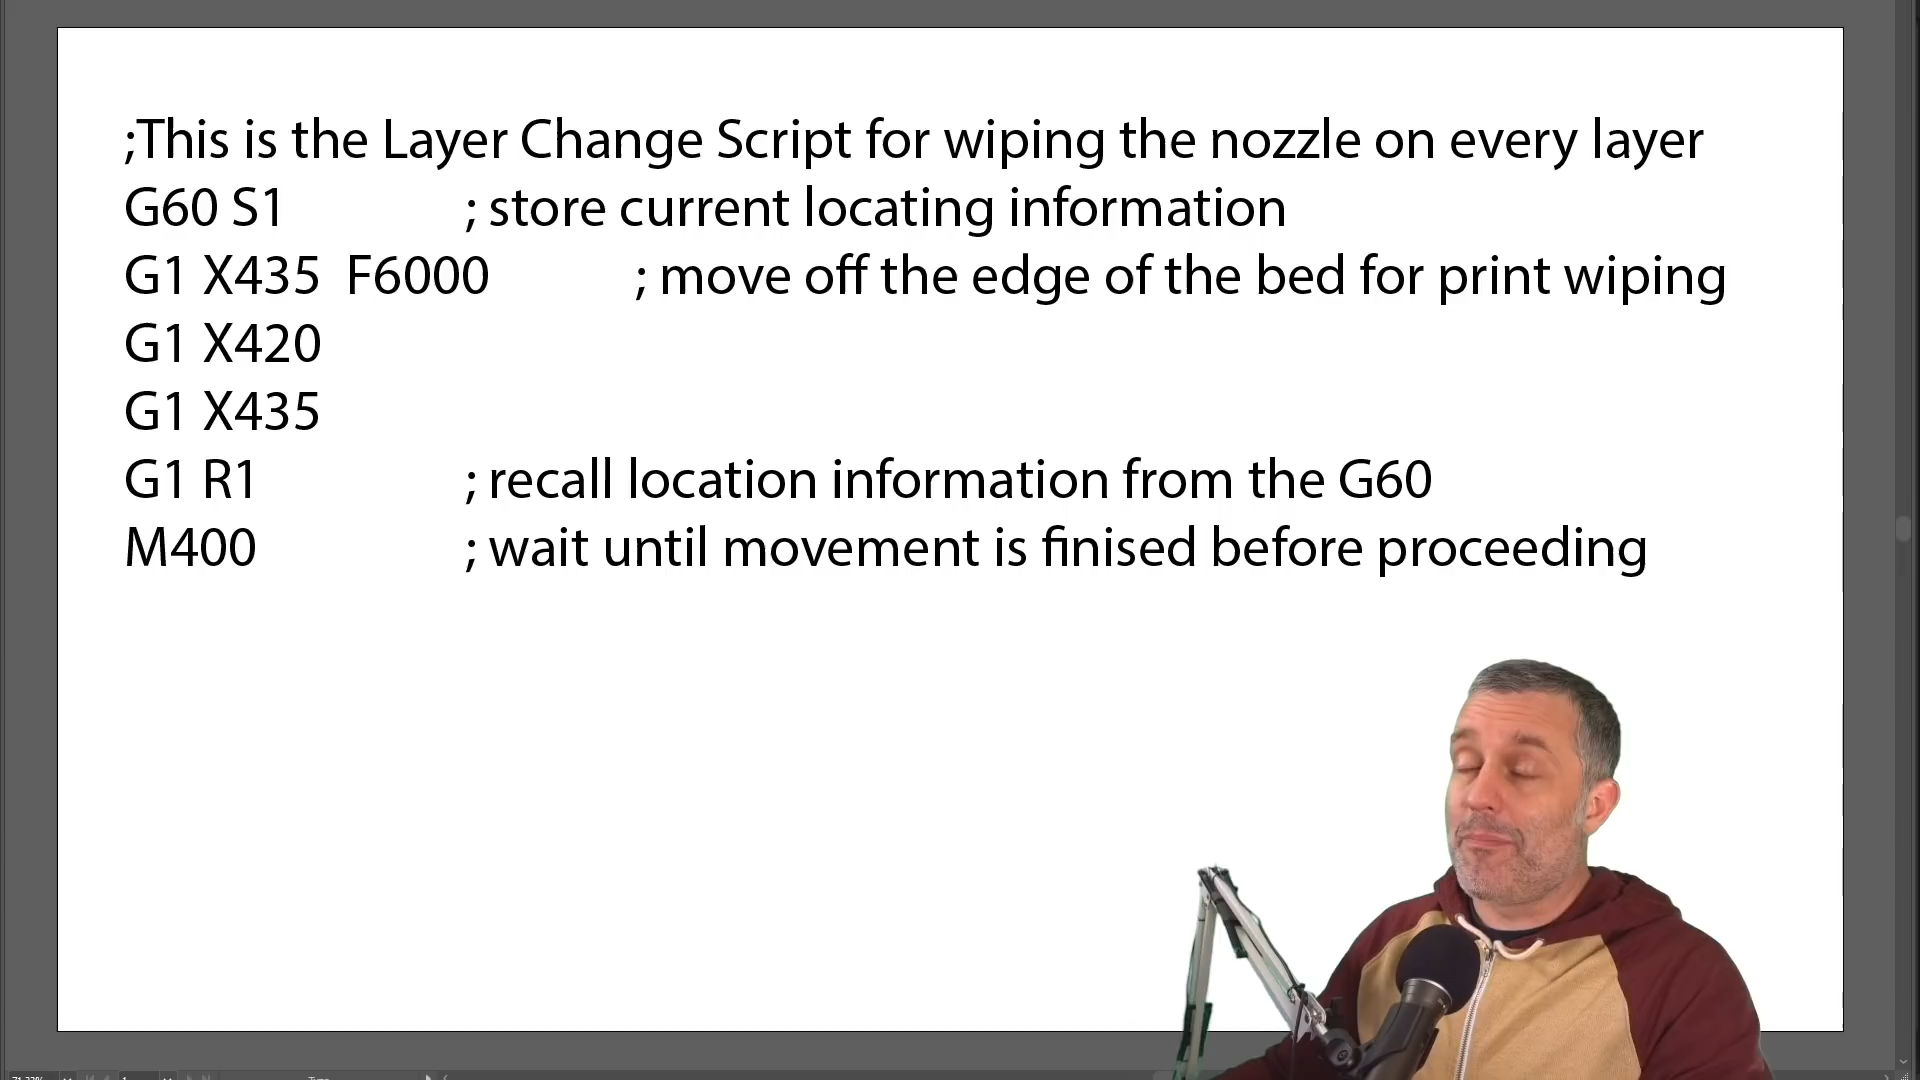 ;This is the Layer Change Script for wiping the nozzle on every layer
G60 S1 ; store current locating information
G1 X435 F6000 ; move off the edge of the bed for print wiping
G1 X420
G1 X435
G1 R1 ; recall location information from the G60
M400 ; wait until movement is finised before proceeding